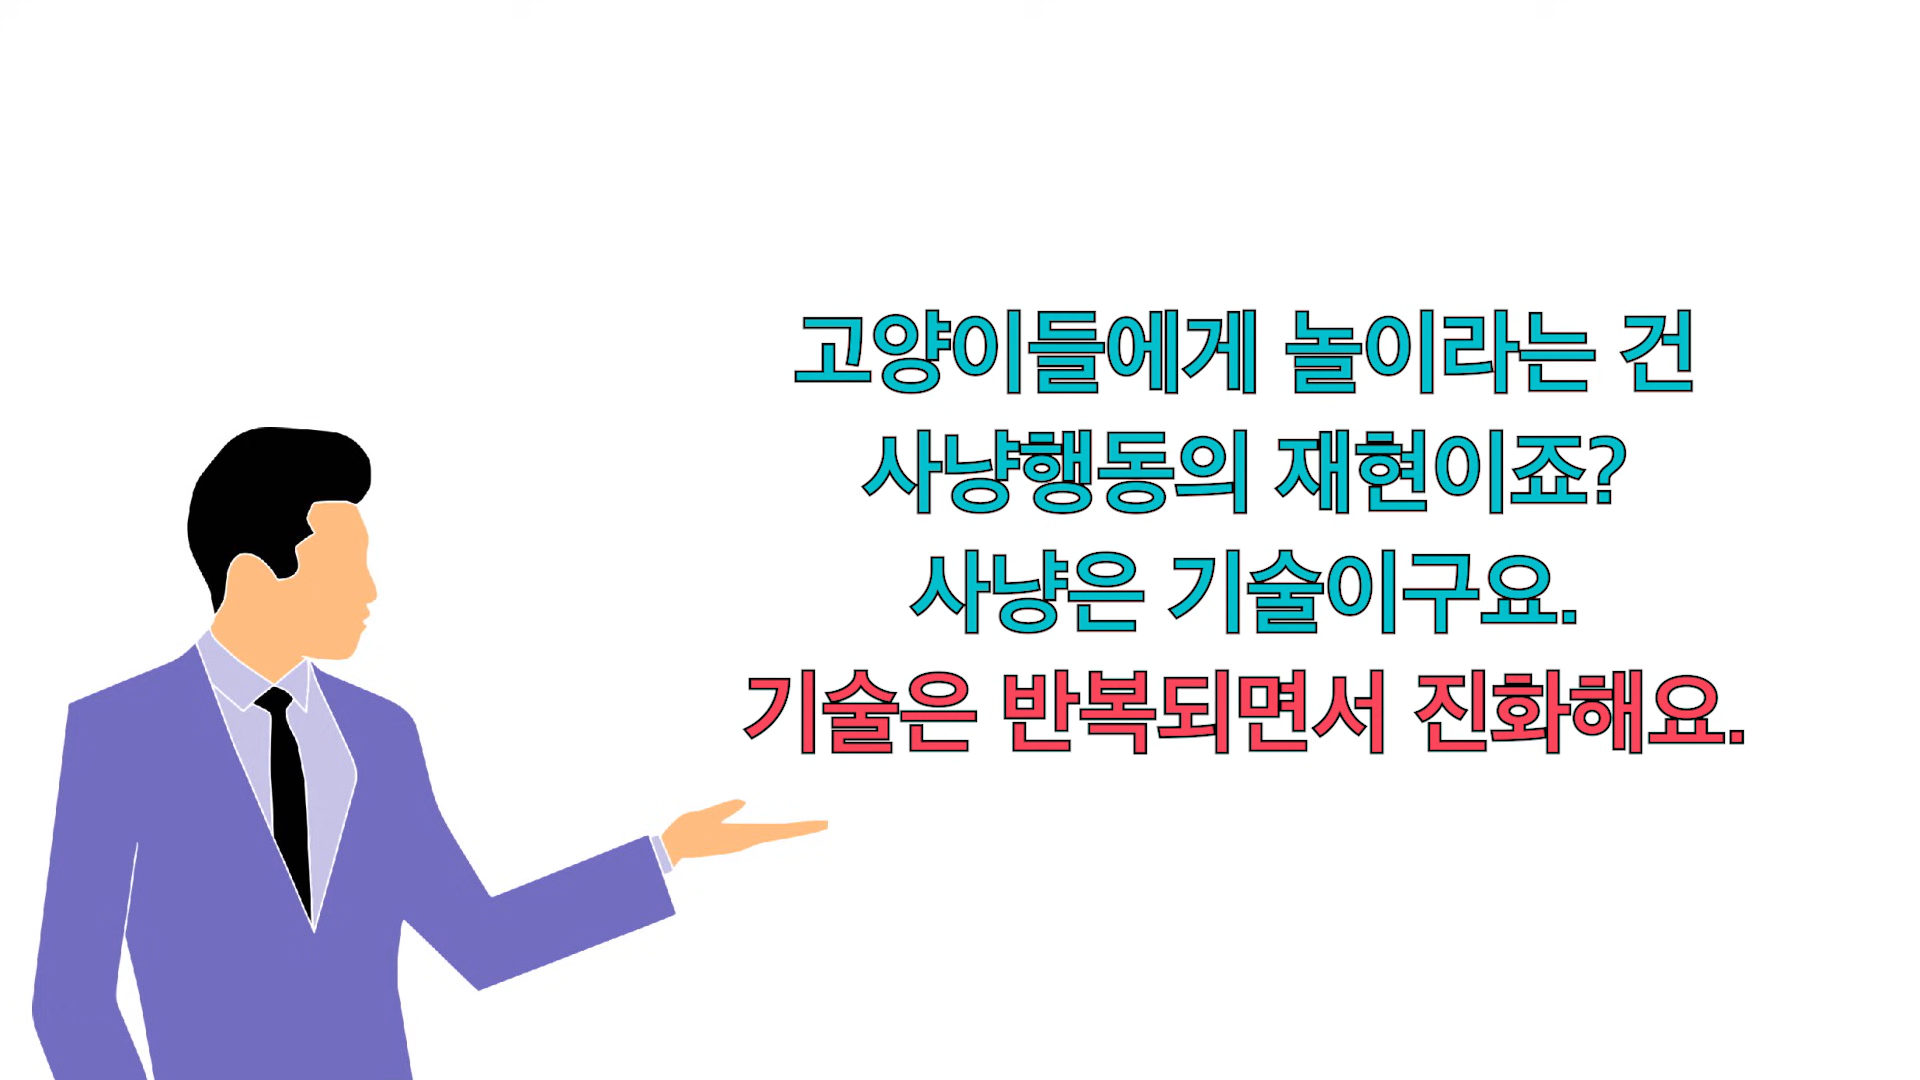 고양이들에게 놀이라는 건
사냥행동의 재현이죠?
사냥은 기술이구요.
기술은 반복되면서 진화해요.